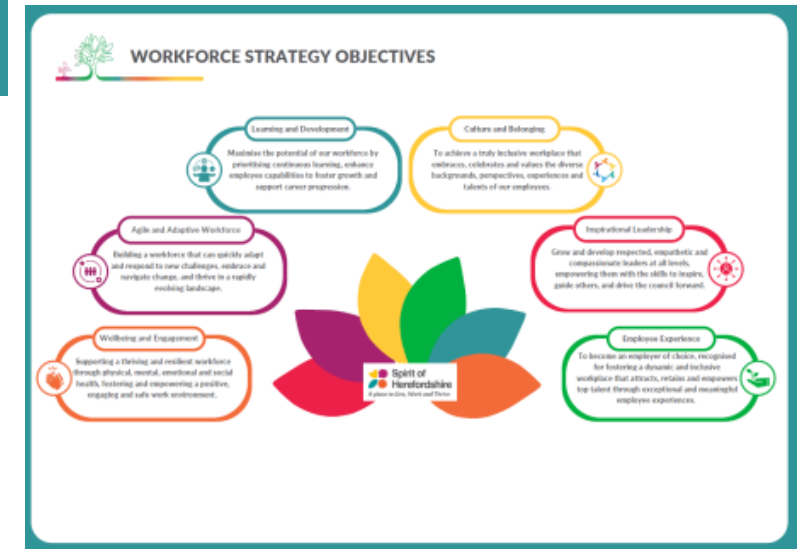 WORKFORCE STRATEGY OBJECTIVES
Learning and Development
Maximise the potential of our workforce by
prioritising continuous learning, enhance
employee capabilities to foster growth and
support career progression.
Culture and Belonging
To achieve a truly inclusive workplace that
embraces, celebrates and values the diverse
backgrounds, perspectives, experiences and
talents of our employees.
Agile and Adaptive Workforce
Building a workforce that can quickly adapt
and respond to new challenges, embrace and
navigate change, and thrive in a rapidly
evolving landscape.
Inspirational Leadership
Grow and develop respected, empathetic and
compassionate leaders at all levels,
empowering them with the skills to inspire,
guide others, and drive the council forward.
Wellbeing and Engagement
Supporting a thriving and resilient workforce
through physical, mental, emotional and social
health, fostering and empowering a positive,
engaging and safe work environment.
Employee Experience
To become an employer of choice, recognised
for fostering a dynamic and inclusive
workplace that attracts, retains and empowers
top talent through exceptional and meaningful
employee experiences.
Spirit of
Herefordshire
A place to Live, Work and Thrive